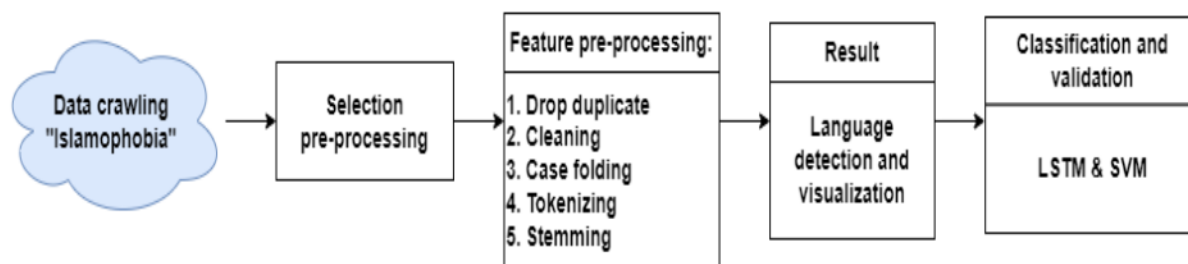 Data crawling
"Islamophobia"
Selection
pre-processing
Feature pre-processing:
1. Drop duplicate
2. Cleaning
3. Case folding
4. Tokenizing
5. Stemming
Result
Language
detection and
visualization
Classification and
validation
LSTM & SVM